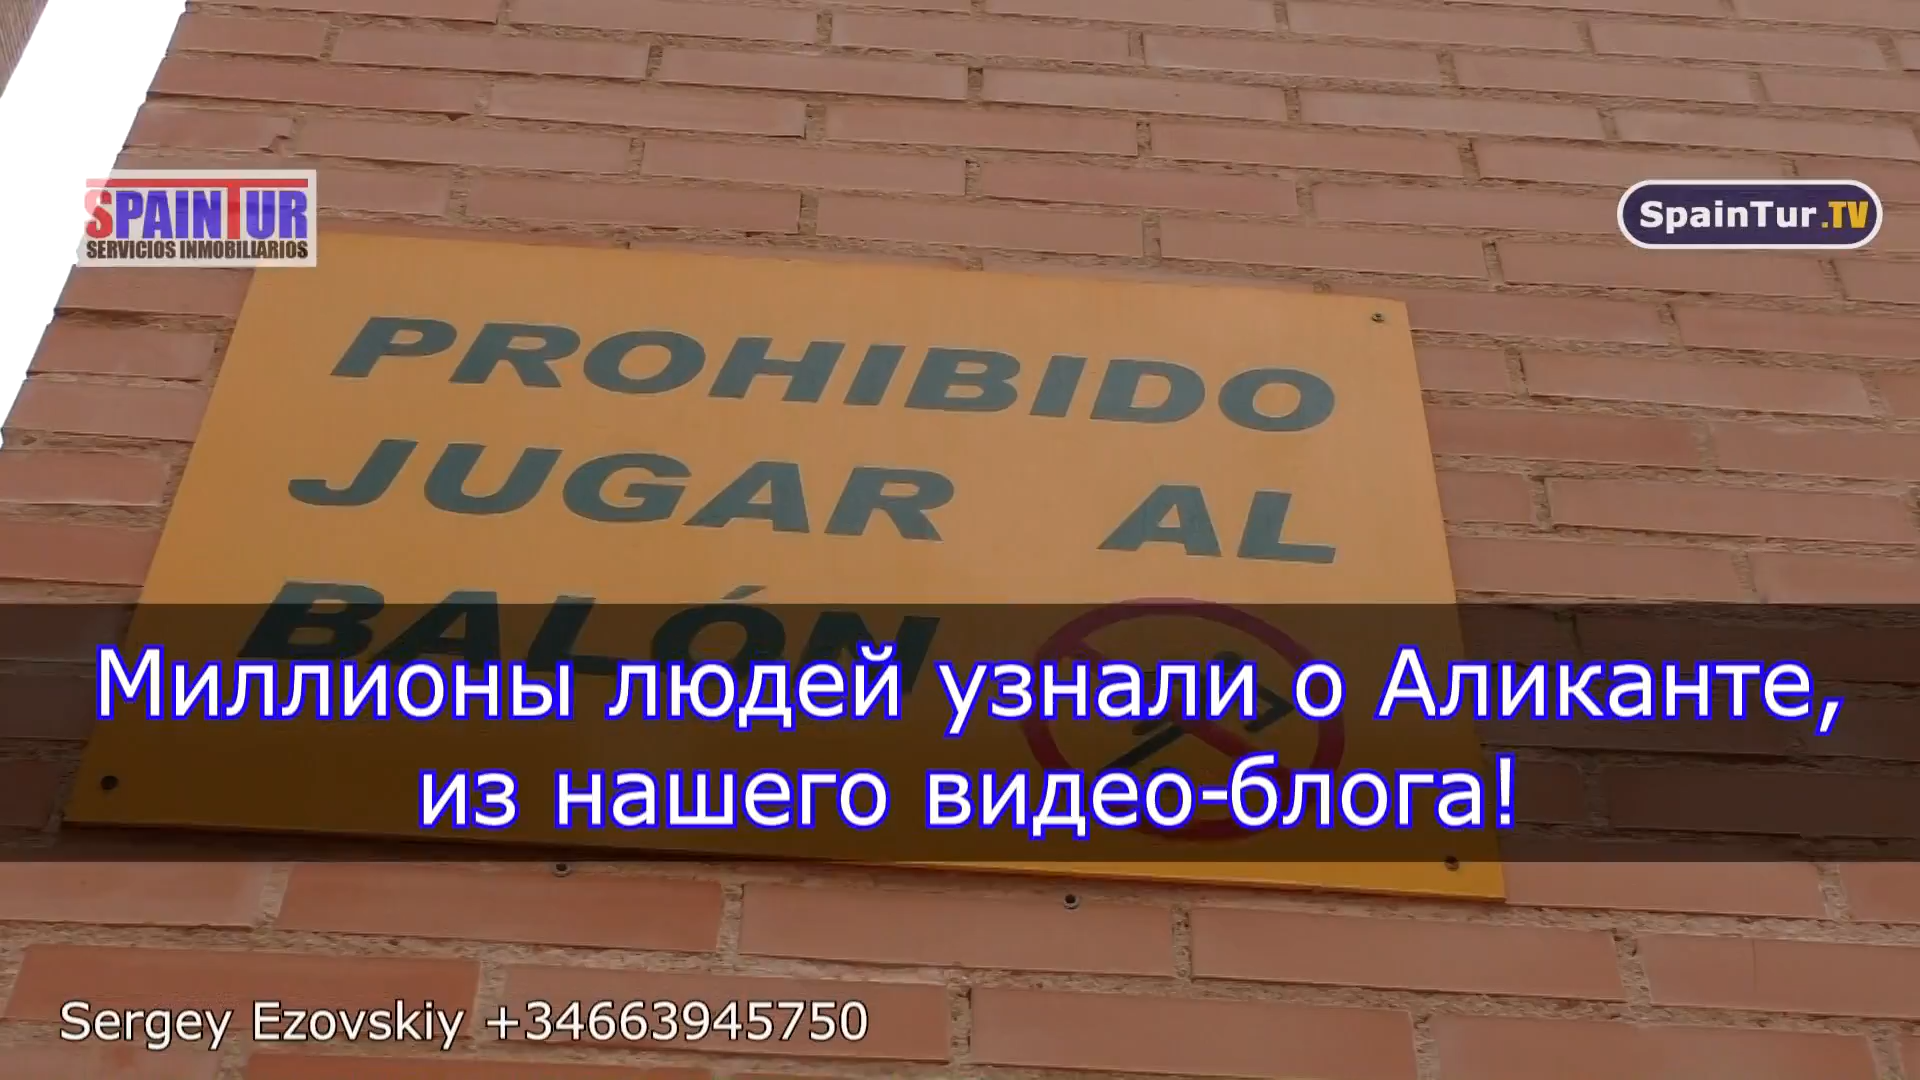 SPAINTUR
SERVICIOS INMOBILIARIOS
SpainTur.TV
PROHIBIDO
JUGAR AL
BALÓN
Миллионы людей узнали о Аликанте,
из нашего видео-блога!
Sergey Ezovskiy +34663945750